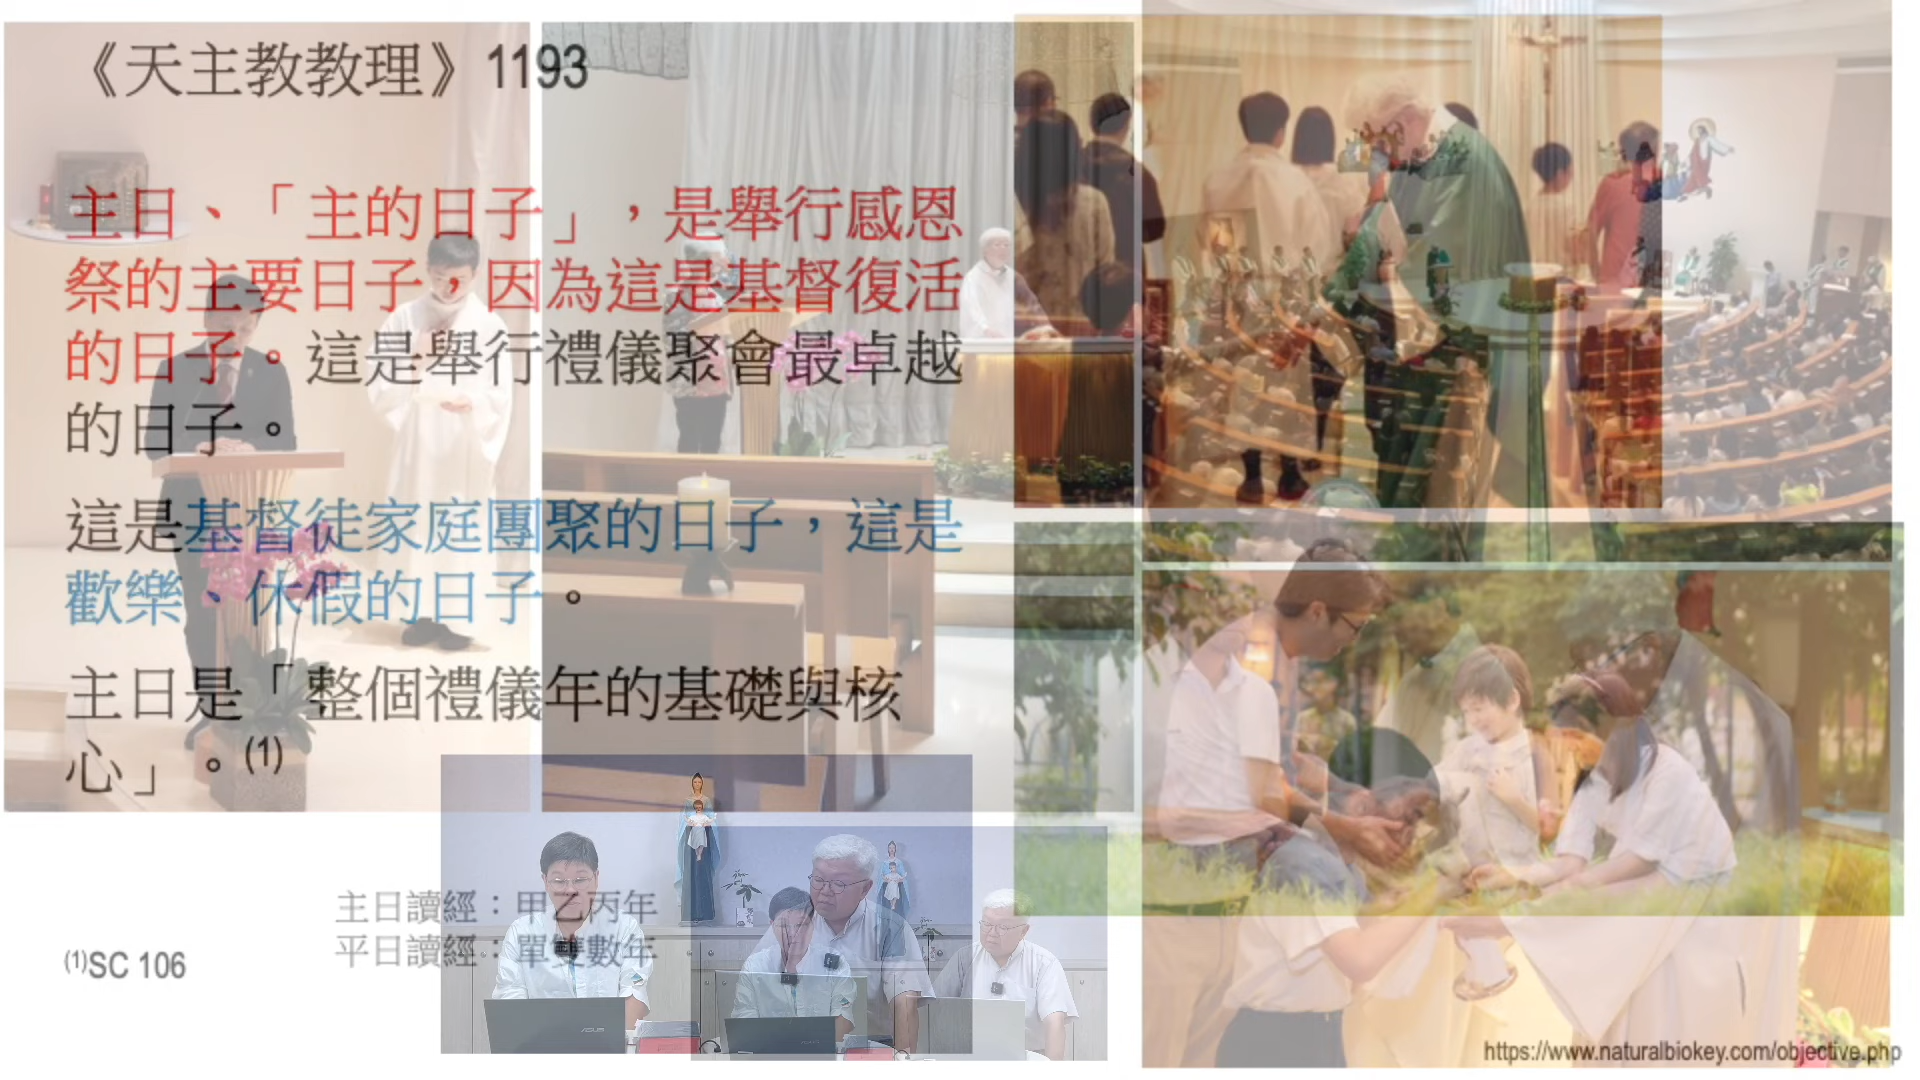 《天主教教理》1193
主日、「主的日子」，是舉行感恩
祭的主要日子，因為這是基督復活
的日子。這是舉行禮儀聚會最卓越
的日子。
這是基督徒家庭團聚的日子，這是
歡樂、休假的日子。
主日是「整個禮儀年的基礎與核
心」。(1)
主日讀經：甲乙丙年
平日讀經：單雙數年
(1)SC 106
ASUS
https://www.naturalbiokey.com/objective.php